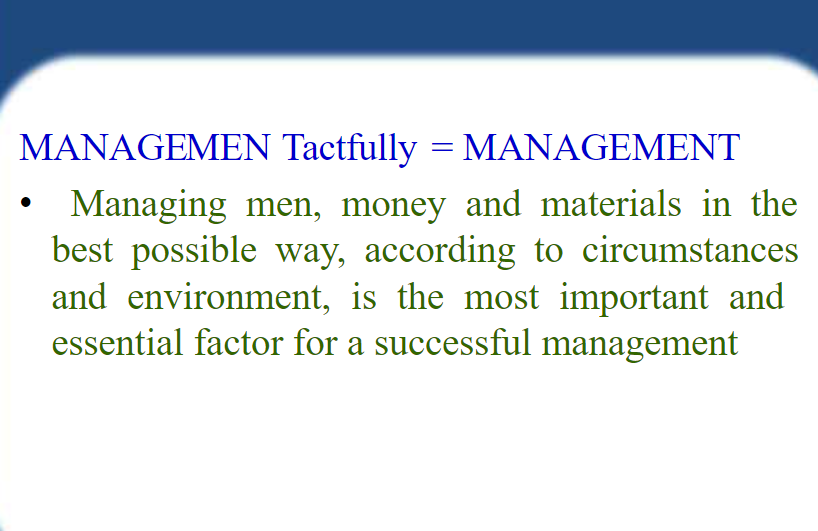 MANAGEMEN Tactfully = MANAGEMENT
• Managing men, money and materials in the
best possible way, according to circumstances
and environment, is the most important and
essential factor for a successful management